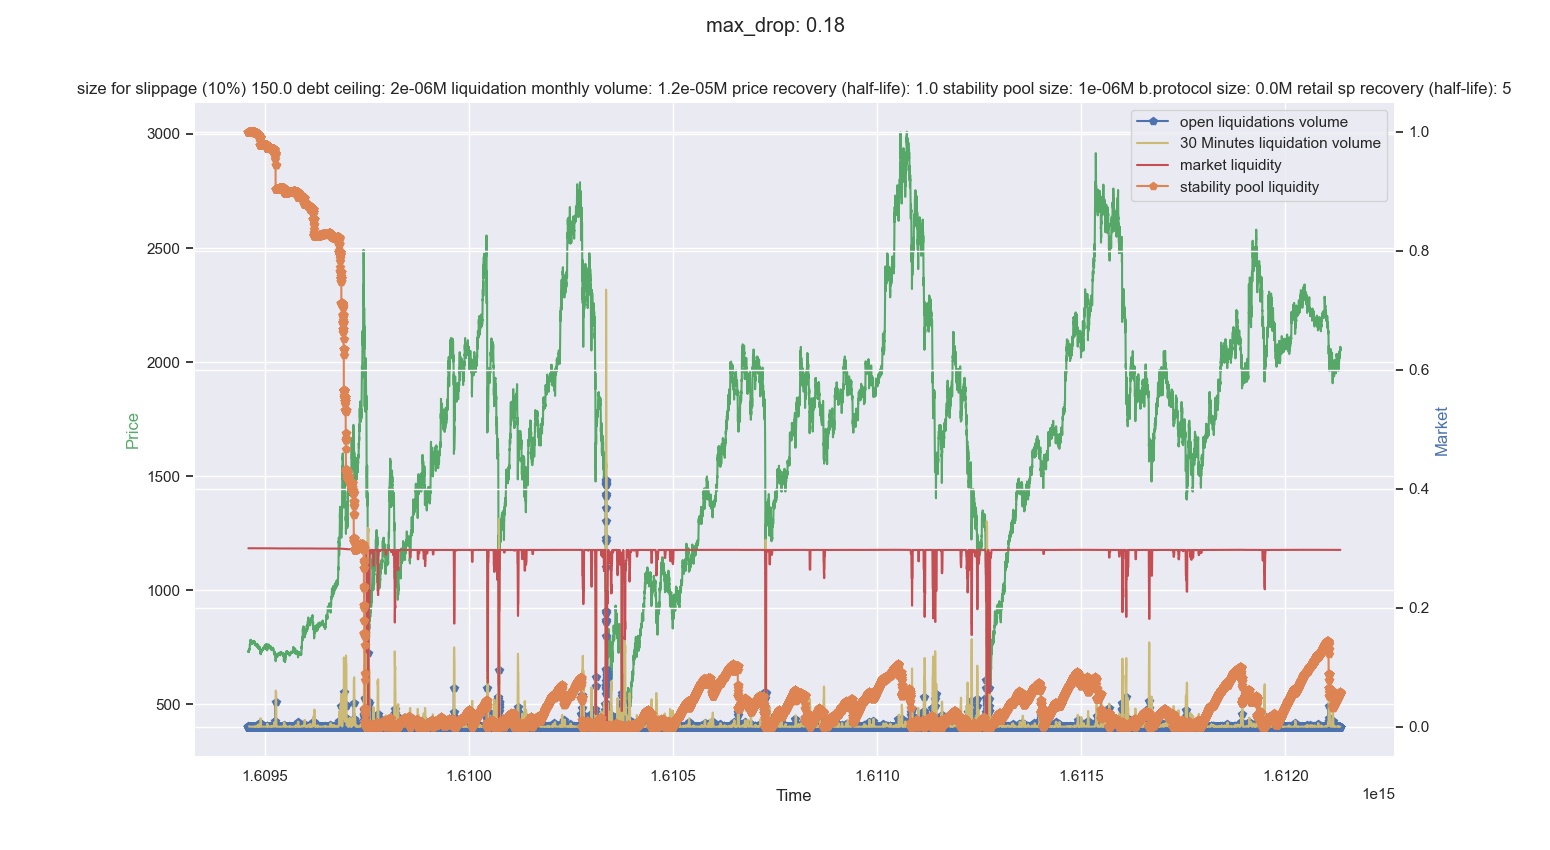 max_drop: 0.18
size for slippage (10%) 150.0 debt ceiling: 2e-06M liquidation monthly volume: 1.2e-05M price recovery (half-life): 1.0 stability pool size: 1e-06M b.protocol size: 0.0M retail sp recovery (half-life): 5
open liquidations volume
30 Minutes liquidation volume
market liquidity
stability pool liquidity
3000
2500
2000
1500
1000
500
Price
1.0
0.8
0.6
0.4
0.2
0.0
Market
1.6095
1.6100
1.6105
1.6110
1.6115
1.6120
1e15
Time